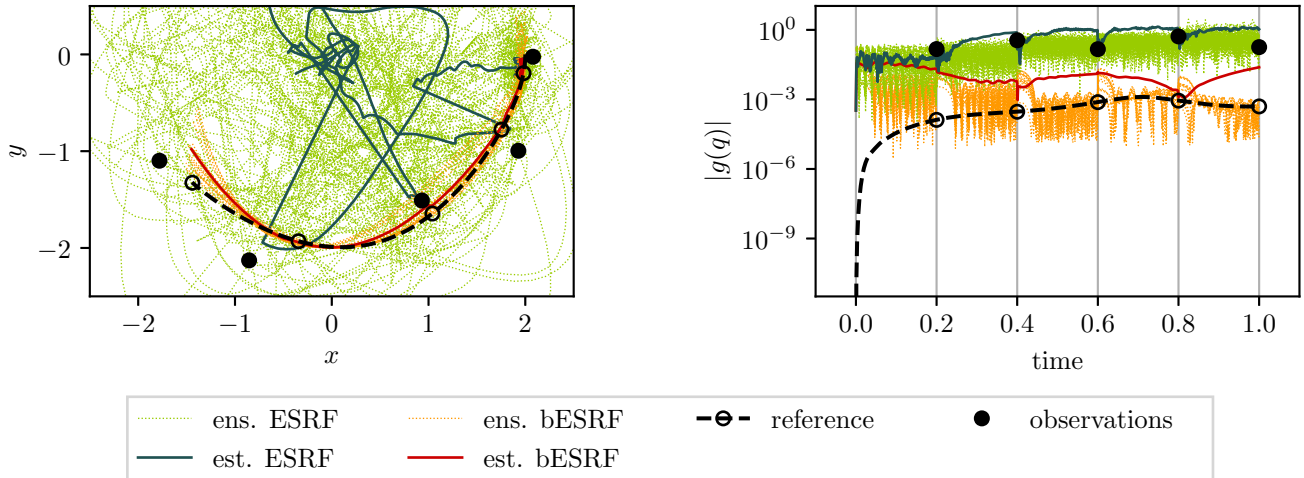 0
−1
−2
y
−2
−1
0
1
2
x
10^0
10^−3
10^−6
10^−9
|g(q)|
0.0
0.2
0.4
0.6
0.8
1.0
time
ens. ESRF
ens. bESRF
reference
observations
est. ESRF
est. bESRF